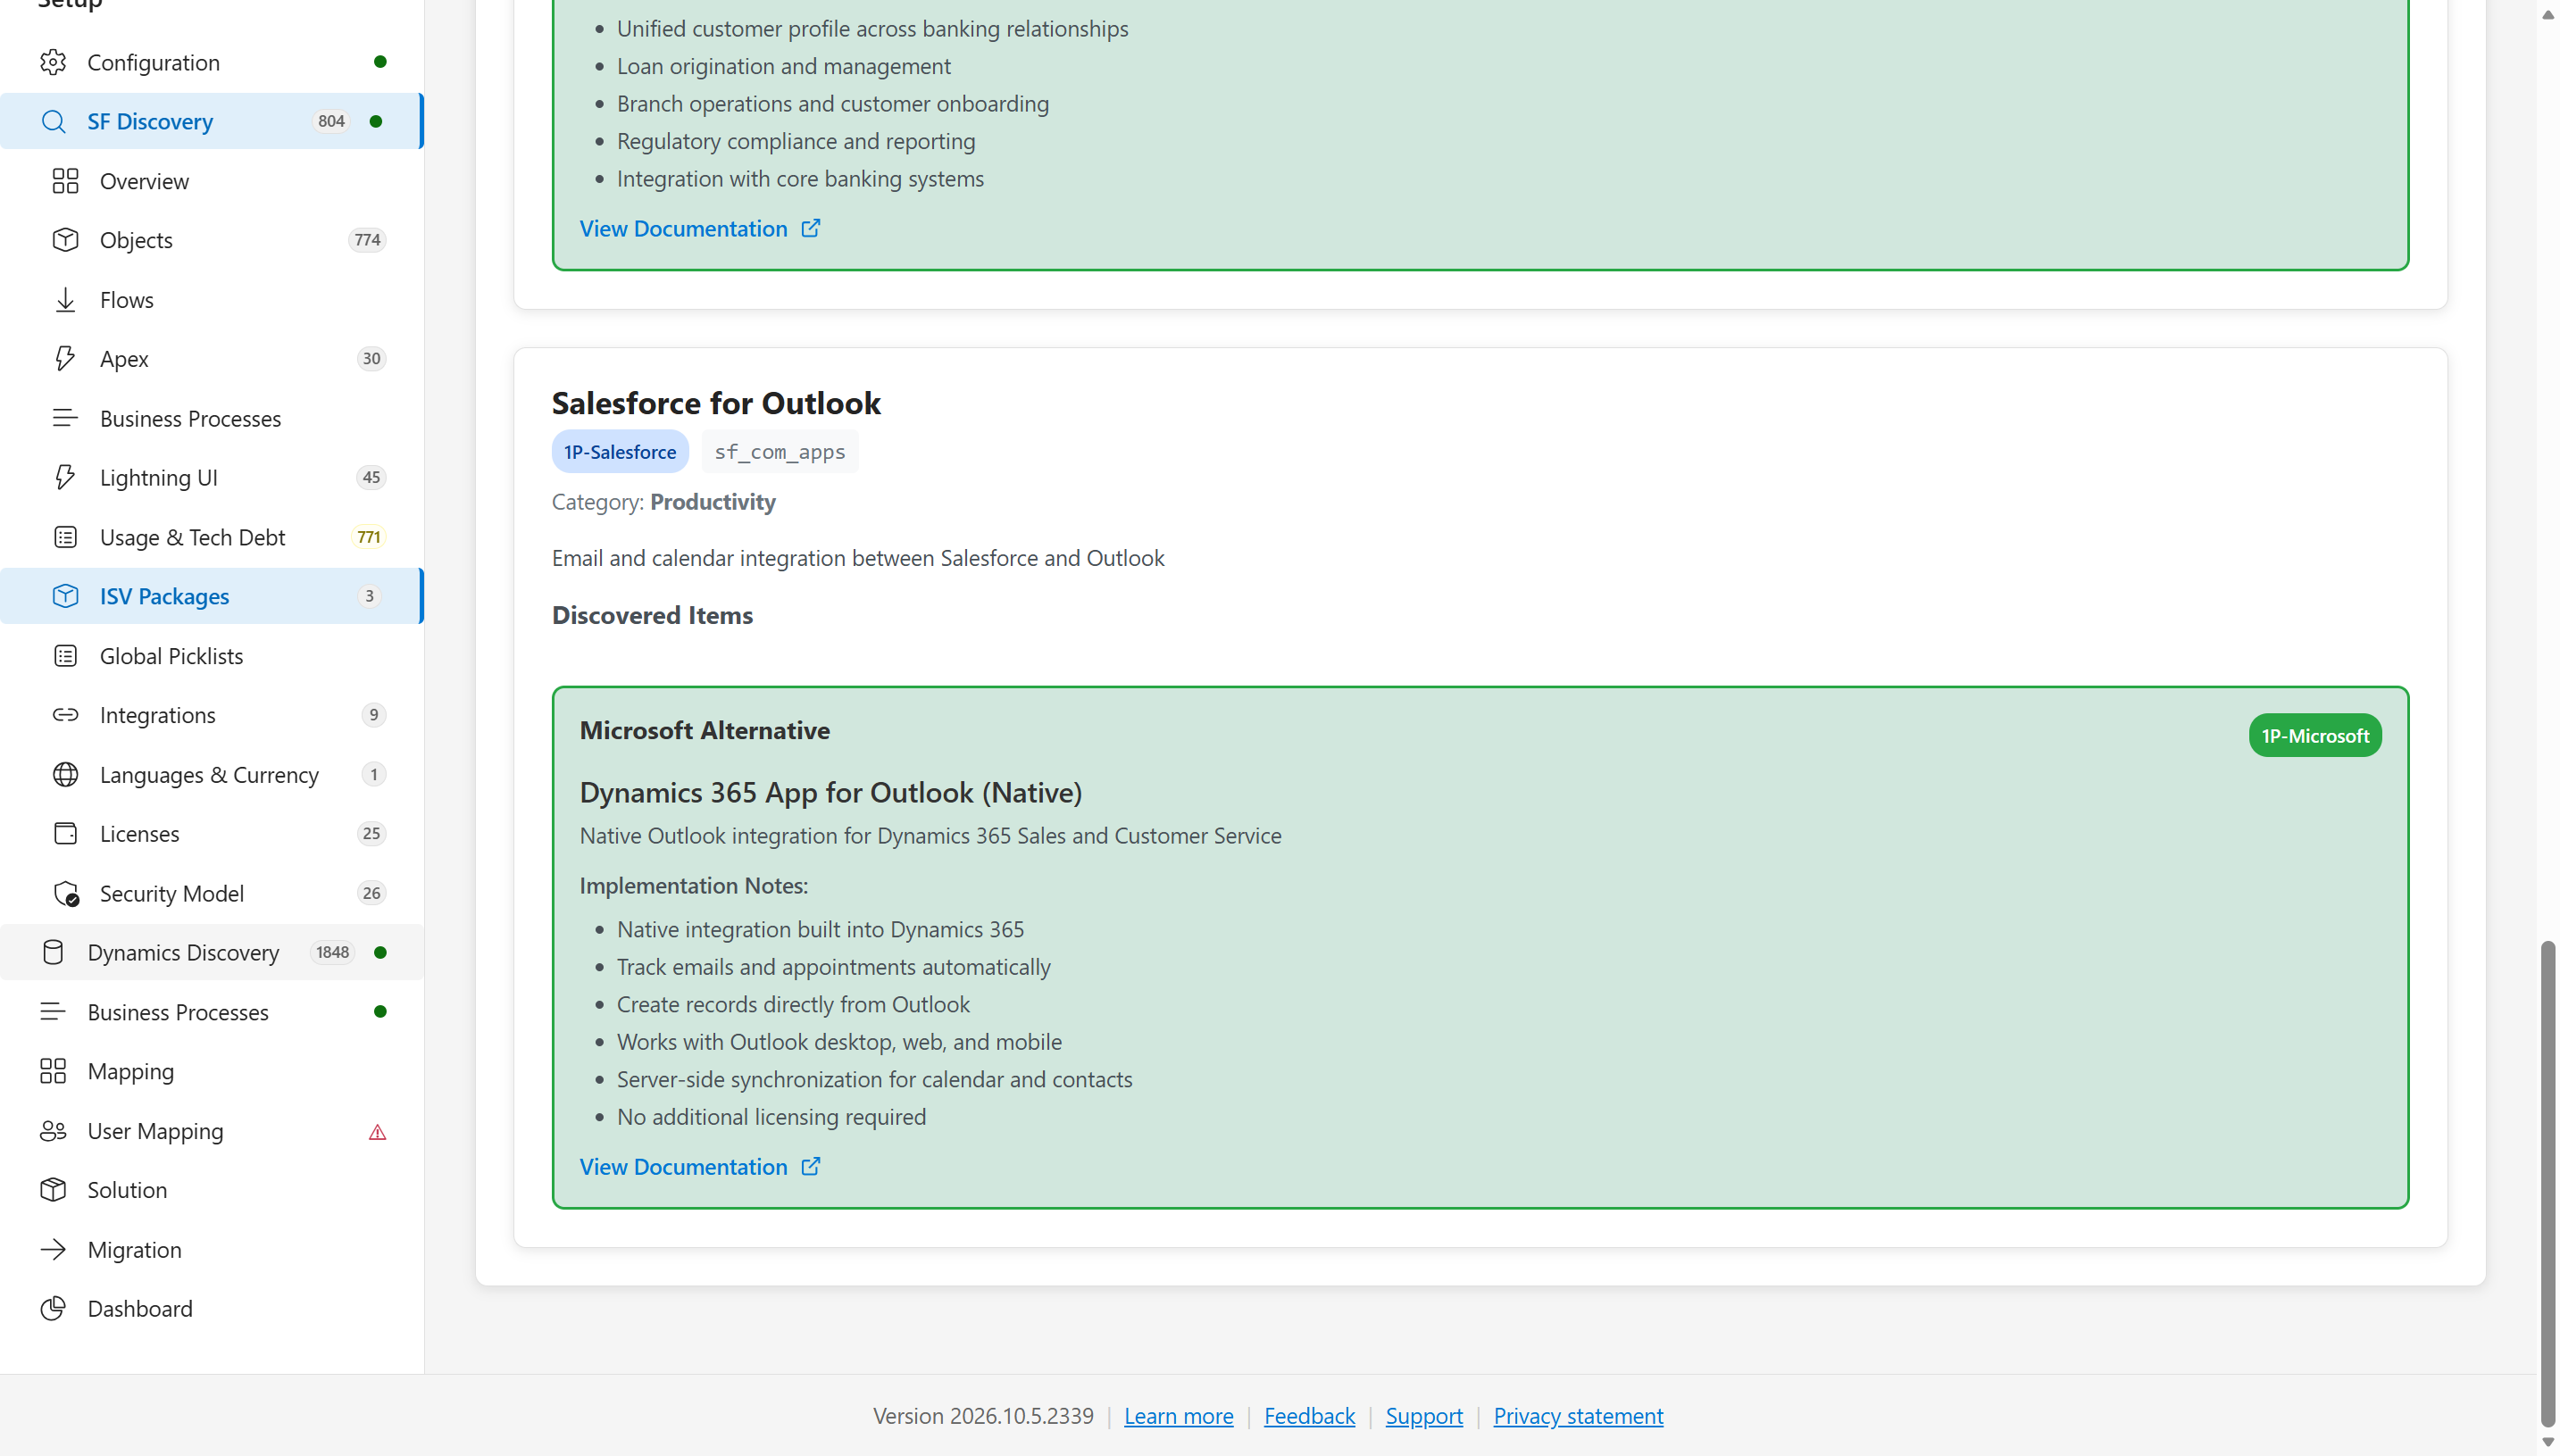 Setup
Configuration
SF Discovery 804
Overview
Objects 774
Flows
Apex 30
Business Processes
Lightning UI 45
Usage & Tech Debt 771
ISV Packages 3
Global Picklists
Integrations 9
Languages & Currency 1
Licenses 25
Security Model 26
Dynamics Discovery 1848
Business Processes
Mapping
User Mapping
Solution
Migration
Dashboard
Unified customer profile across banking relationships
Loan origination and management
Branch operations and customer onboarding
Regulatory compliance and reporting
Integration with core banking systems
View Documentation
Salesforce for Outlook
1P-Salesforce sf_com_apps
Category: Productivity
Email and calendar integration between Salesforce and Outlook
Discovered Items
Microsoft Alternative 1P-Microsoft
Dynamics 365 App for Outlook (Native)
Native Outlook integration for Dynamics 365 Sales and Customer Service
Implementation Notes:
Native integration built into Dynamics 365
Track emails and appointments automatically
Create records directly from Outlook
Works with Outlook desktop, web, and mobile
Server-side synchronization for calendar and contacts
No additional licensing required
View Documentation
Version 2026.10.5.2339 | Learn more | Feedback | Support | Privacy statement